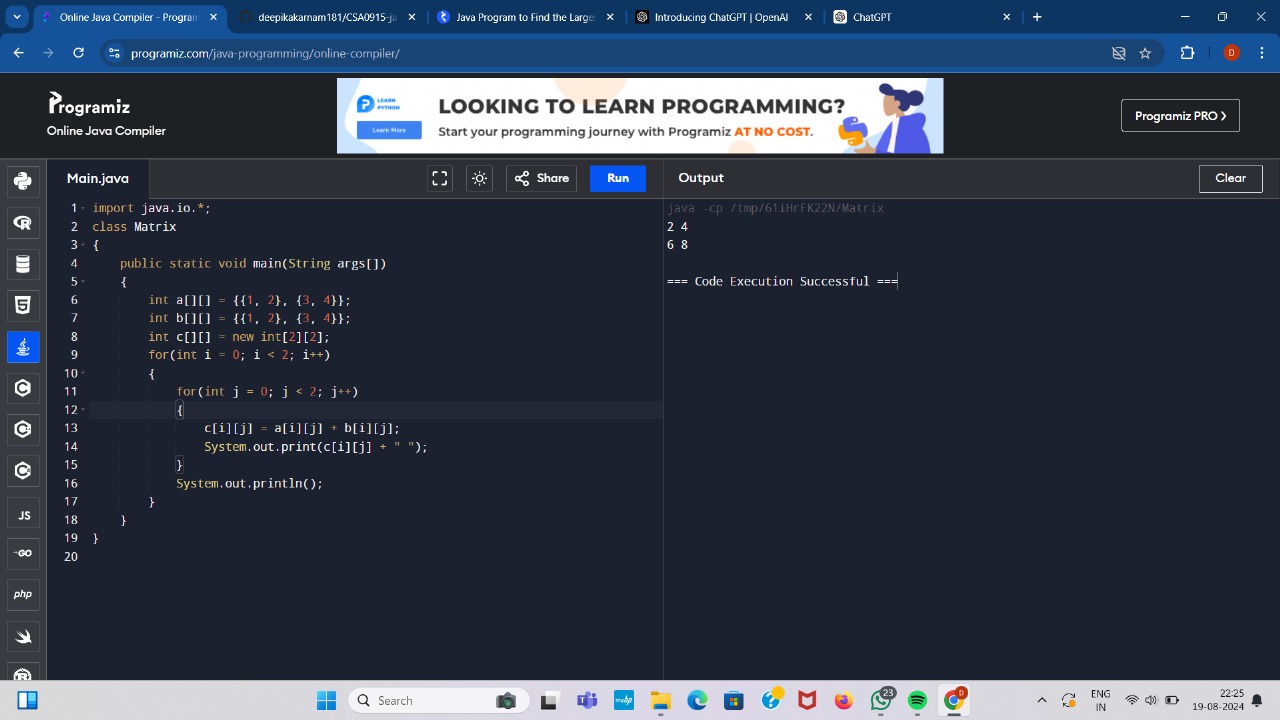 Online Java Compiler - Program
deepikakarnam181/CSA0915-ja
Java Program to Find the Large
Introducing ChatGPT | OpenAI
ChatGPT
programiz.com/java-programming/online-compiler/
D
Programiz
Online Java Compiler
LEARN PYTHON
Learn More
LOOKING TO LEARN PROGRAMMING?
Start your programming journey with Programiz AT NO COST.
Programiz PRO
Main.java
Share
Run
Output
Clear
1 import java.io.*;
2 class Matrix
3 {
4 public static void main(String args[])
5 {
6 int a[][] = {{1, 2}, {3, 4}};
7 int b[][] = {{1, 2}, {3, 4}};
8 int c[][] = new int[2][2];
9 for(int i = 0; i < 2; i++)
10 {
11 for(int j = 0; j < 2; j++)
12 {
13 c[i][j] = a[i][j] + b[i][j];
14 System.out.print(c[i][j] + " ");
15 }
16 System.out.println();
17 }
18 }
19 }
20
java -cp /tmp/61iHrFK22N/Matrix
2 4
6 8
=== Code Execution Successful ===
JS
GO
php
Search
myhp
23
D
ENG
IN
22:25
19-08-2024